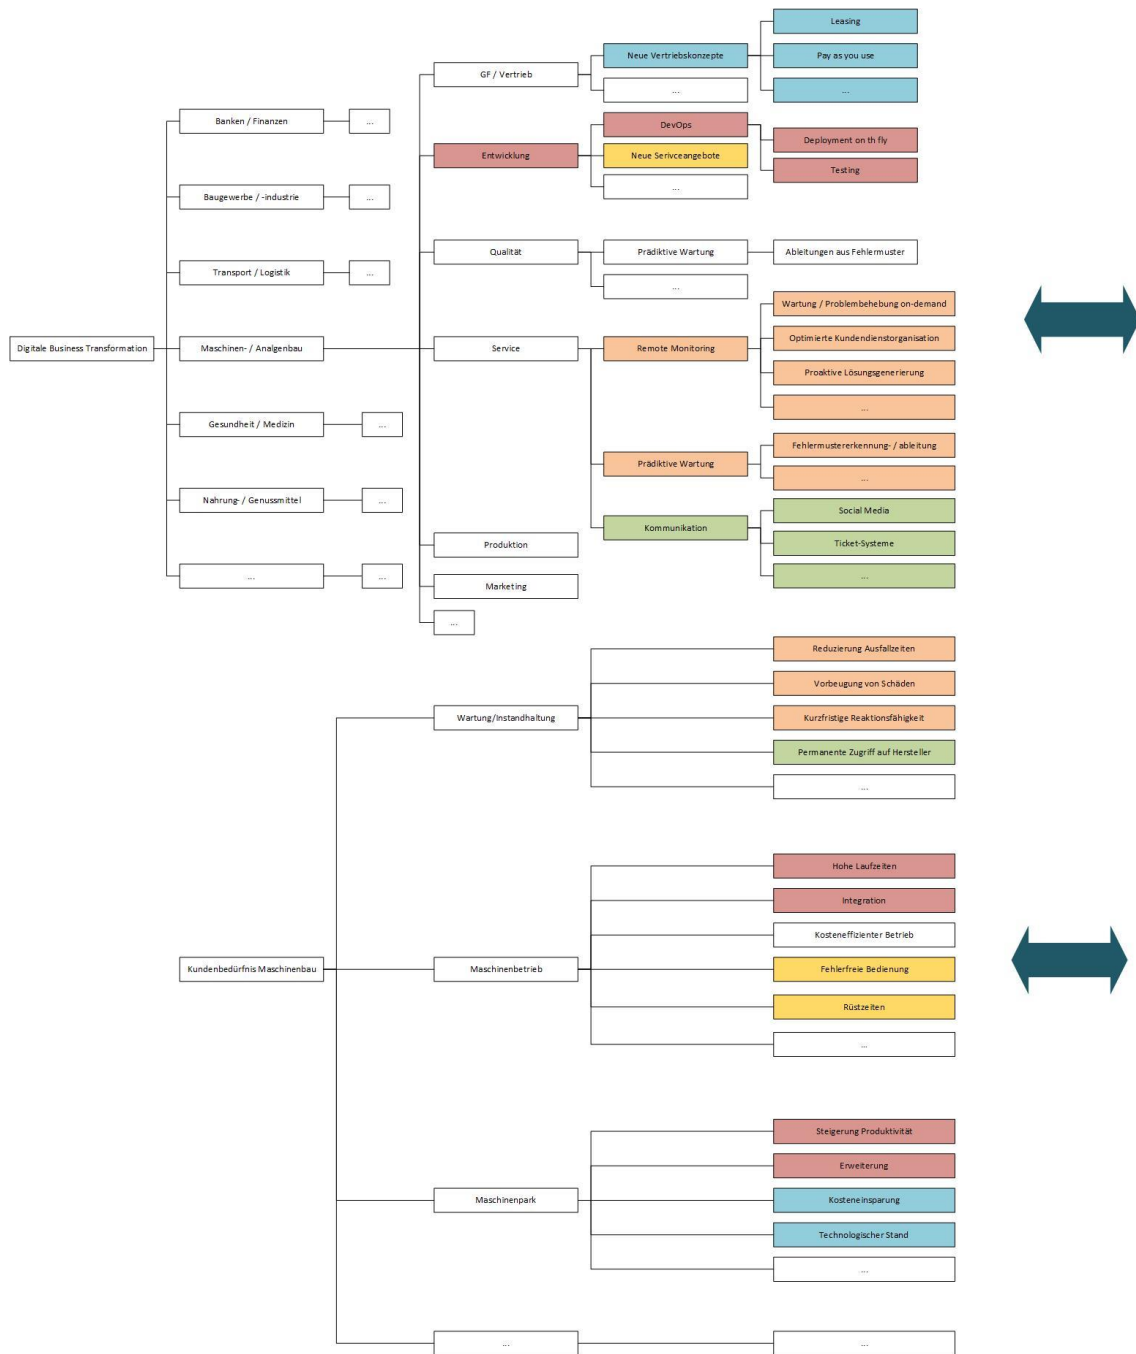 Leasing
Neue Vertriebskonzepte
Pay as you use
GF / Vertrieb
...
...
Banken / Finanzen
...
DevOps
Deployment on th fly
Entwicklung
Neue Serivceangebote
Testing
...
Baugewerbe / -industrie
...
Qualität
Prädiktive Wartung
Ableitungen aus Fehlermuster
Transport / Logistik
...
...
Wartung / Problembehebung on-demand
Optimierte Kundendienstorganisation
Digitale Business Transformation
Maschinen- / Analgenbau
Service
Remote Monitoring
Proaktive Lösungsgenerierung
...
Gesundheit / Medizin
...
Fehlermustererkennung- / ableitung
Prädiktive Wartung
...
Nahrung- / Genussmittel
...
Social Media
Kommunikation
Ticket-Systeme
Produktion
...
...
...
Marketing
...
Reduzierung Ausfallzeiten
Vorbeugung von Schäden
Wartung/Instandhaltung
Kurzfristige Reaktionsfähigkeit
Permanente Zugriff auf Hersteller
...
Hohe Laufzeiten
Integration
Kosteneffizienter Betrieb
Kundenbedürfnis Maschinenbau
Maschinenbetrieb
Fehlerfreie Bedienung
Rüstzeiten
...
Steigerung Produktivität
Erweiterung
Maschinenpark
Kosteneinsparung
Technologischer Stand
...
...
...